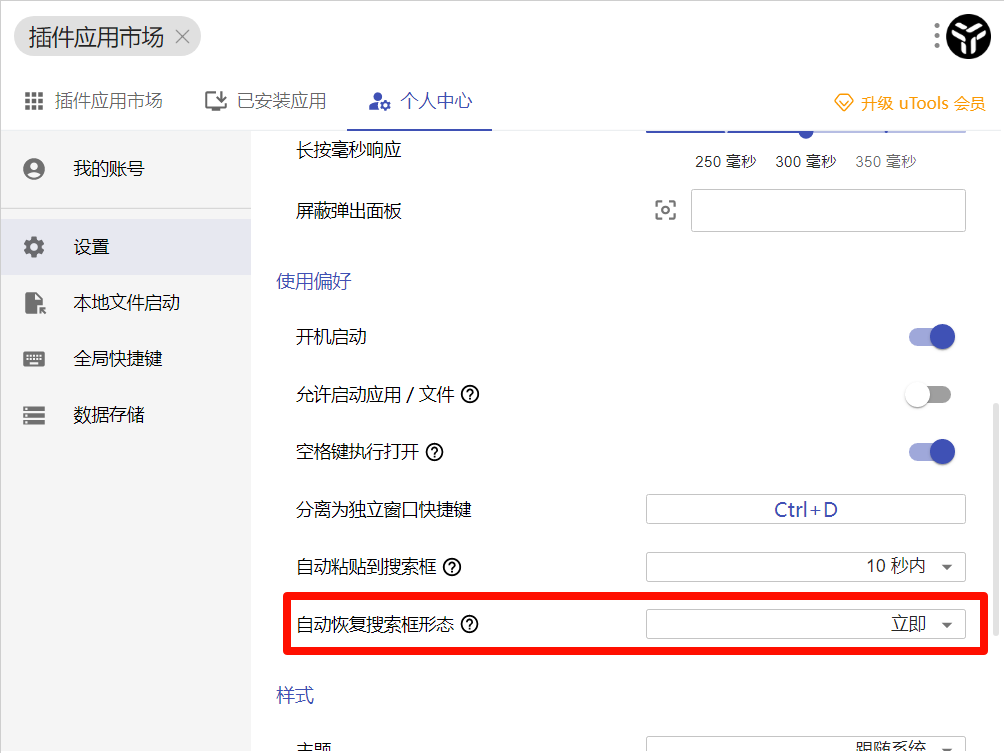 插件应用市场
插件应用市场 已安装应用 个人中心 升级 uTools 会员
我的账号
设置
本地文件启动
全局快捷键
数据存储
长按毫秒响应
250 毫秒 300 毫秒 350 毫秒
屏蔽弹出面板
使用偏好
开机启动
允许启动应用 / 文件
空格键执行打开
分离为独立窗口快捷键 Ctrl+D
自动粘贴到搜索框 10 秒内
自动恢复搜索框形态 立即
样式
主题 跟随系统